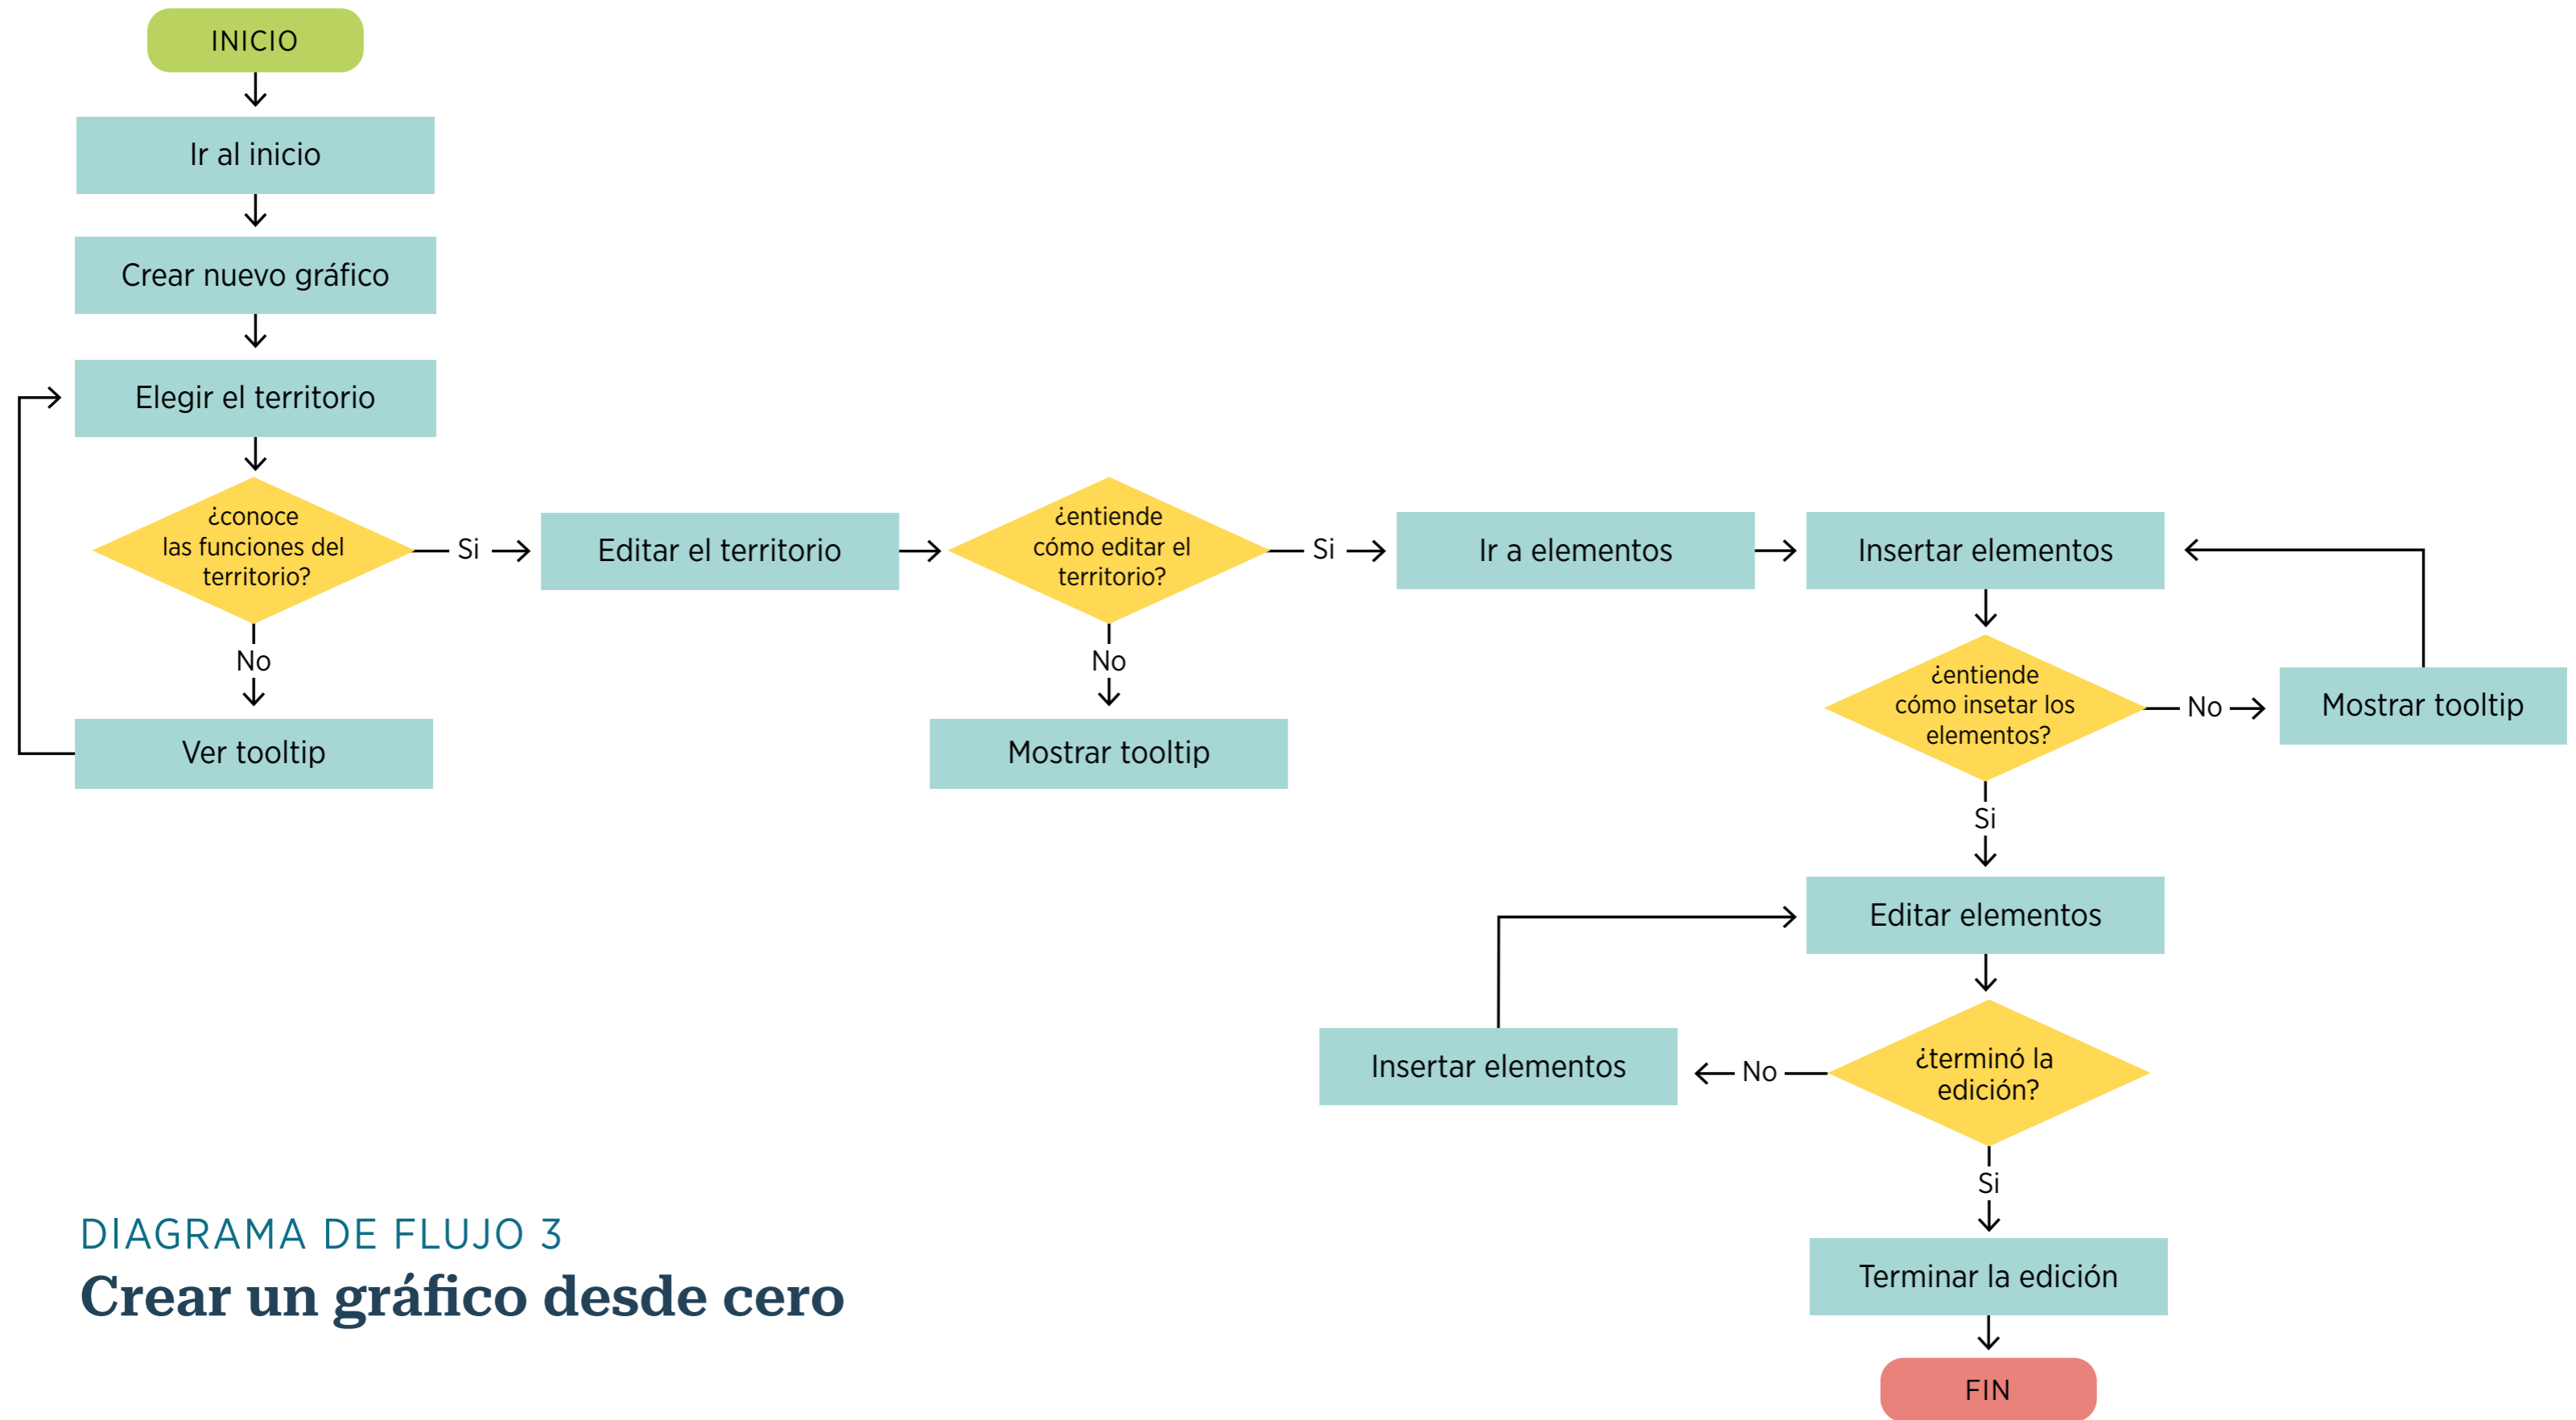 INICIO
Ir al inicio
Crear nuevo gráfico
Elegir el territorio
¿conoce
las funciones del
territorio?
Si
No
Ver tooltip
Editar el territorio
¿entiende
cómo editar el
territorio?
Si
No
Mostrar tooltip
Ir a elementos
Insertar elementos
¿entiende
cómo insetar los
elementos?
No
Mostrar tooltip
Si
Editar elementos
¿terminó la
edición?
No
Insertar elementos
Si
Terminar la edición
FIN
DIAGRAMA DE FLUJO 3
Crear un gráfico desde cero